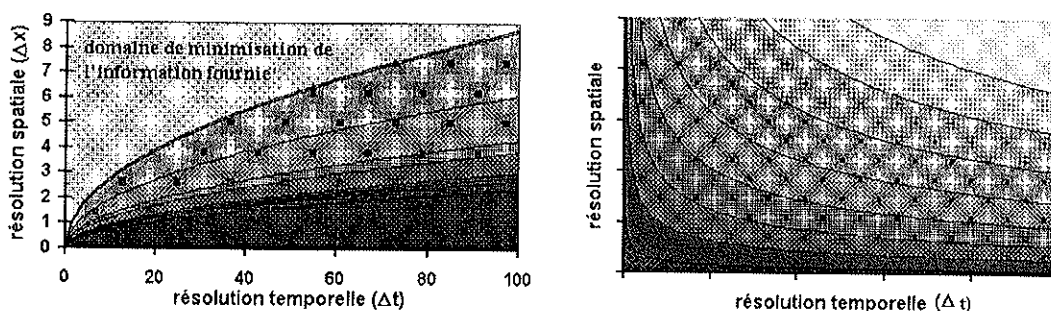 résolution spatiale (Δx)
9
8
7
6
5
4
3
2
1
0
domaine de minimisation de
l'information fournie
0 20 40 60 80 100
résolution temporelle (Δt)
résolution spatiale
résolution temporelle (Δ t)